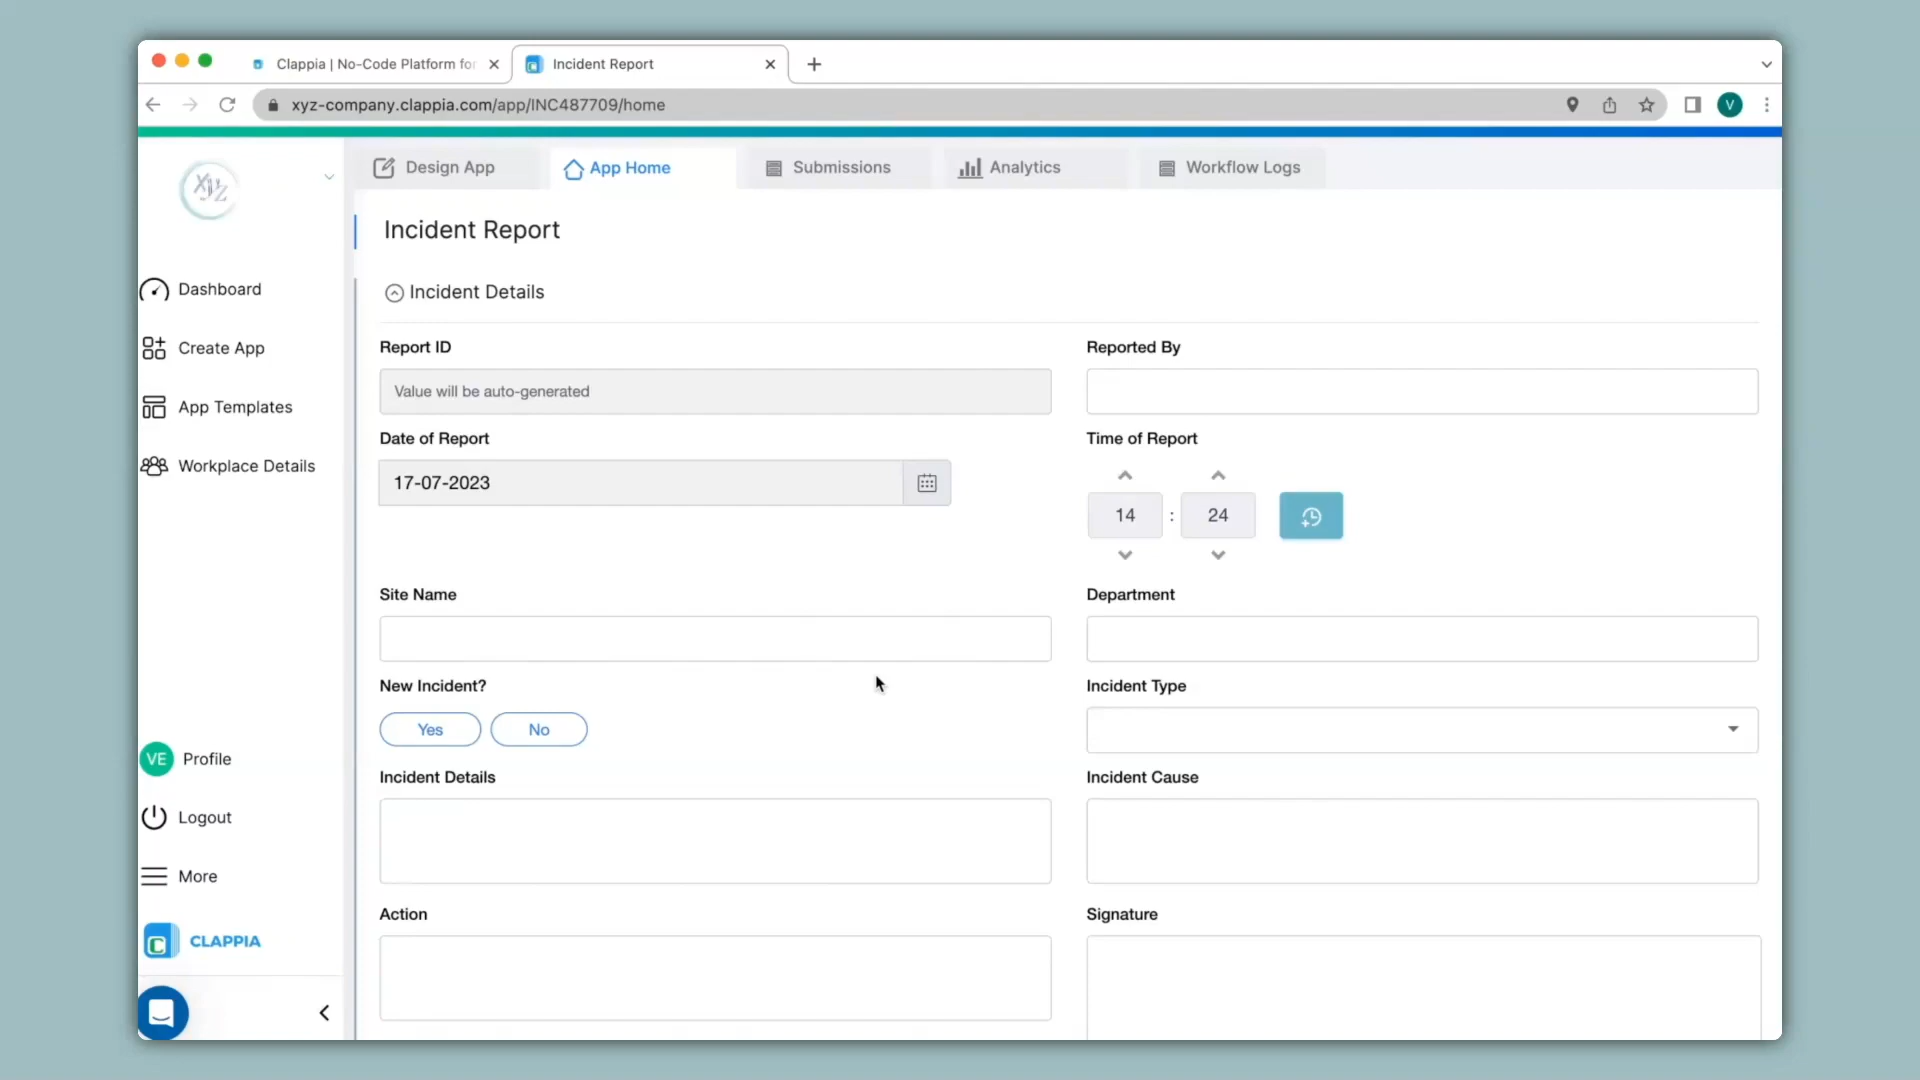 Clappia | No-Code Platform for
Incident Report
xyz-company.clappia.com/app/INC487709/home
V
XYZ
Design App
App Home
Submissions
Analytics
Workflow Logs
Dashboard
Create App
App Templates
Workplace Details
VE Profile
Logout
More
CLAPPIA
Incident Report
Incident Details
Report ID
Reported By
Value will be auto-generated
Date of Report
Time of Report
17-07-2023
14 : 24
Site Name
Department
New Incident?
Incident Type
Yes
No
Incident Details
Incident Cause
Action
Signature